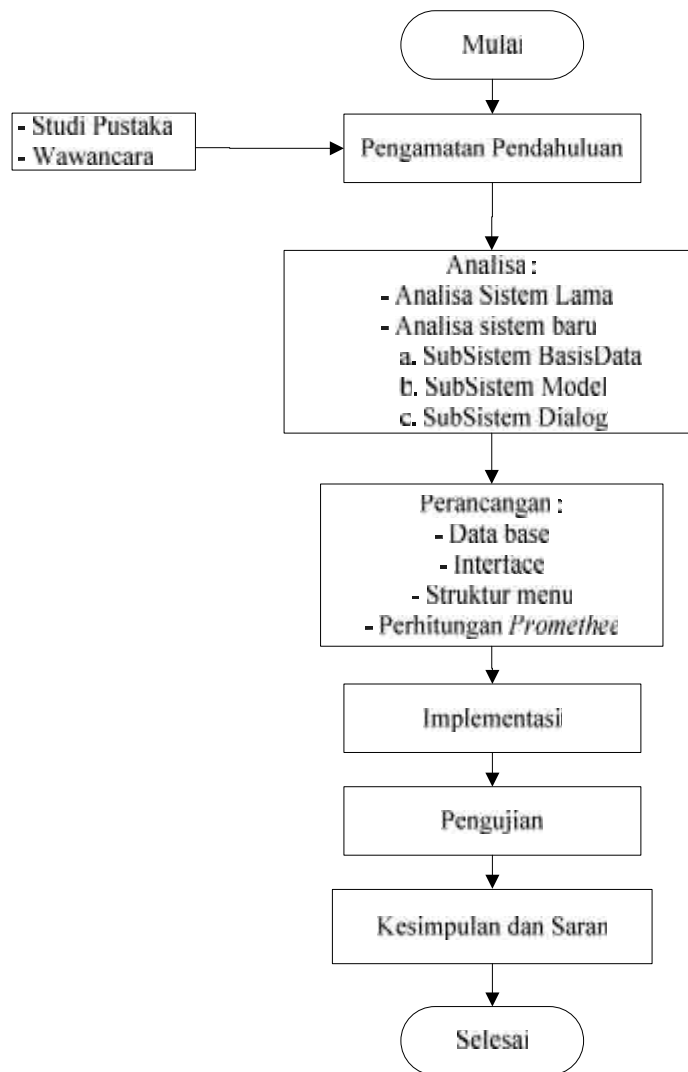 Mulai
- Studi Pustaka
- Wawancara
Pengamatan Pendahuluan
Analisa :
- Analisa Sistem Lama
- Analisa sistem baru
a. SubSistem BasisData
b. SubSistem Model
c. SubSistem Dialog
Perancangan :
- Data base
- Interface
- Struktur menu
- Perhitungan Promethee
Implementasi
Pengujian
Kesimpulan dan Saran
Selesai